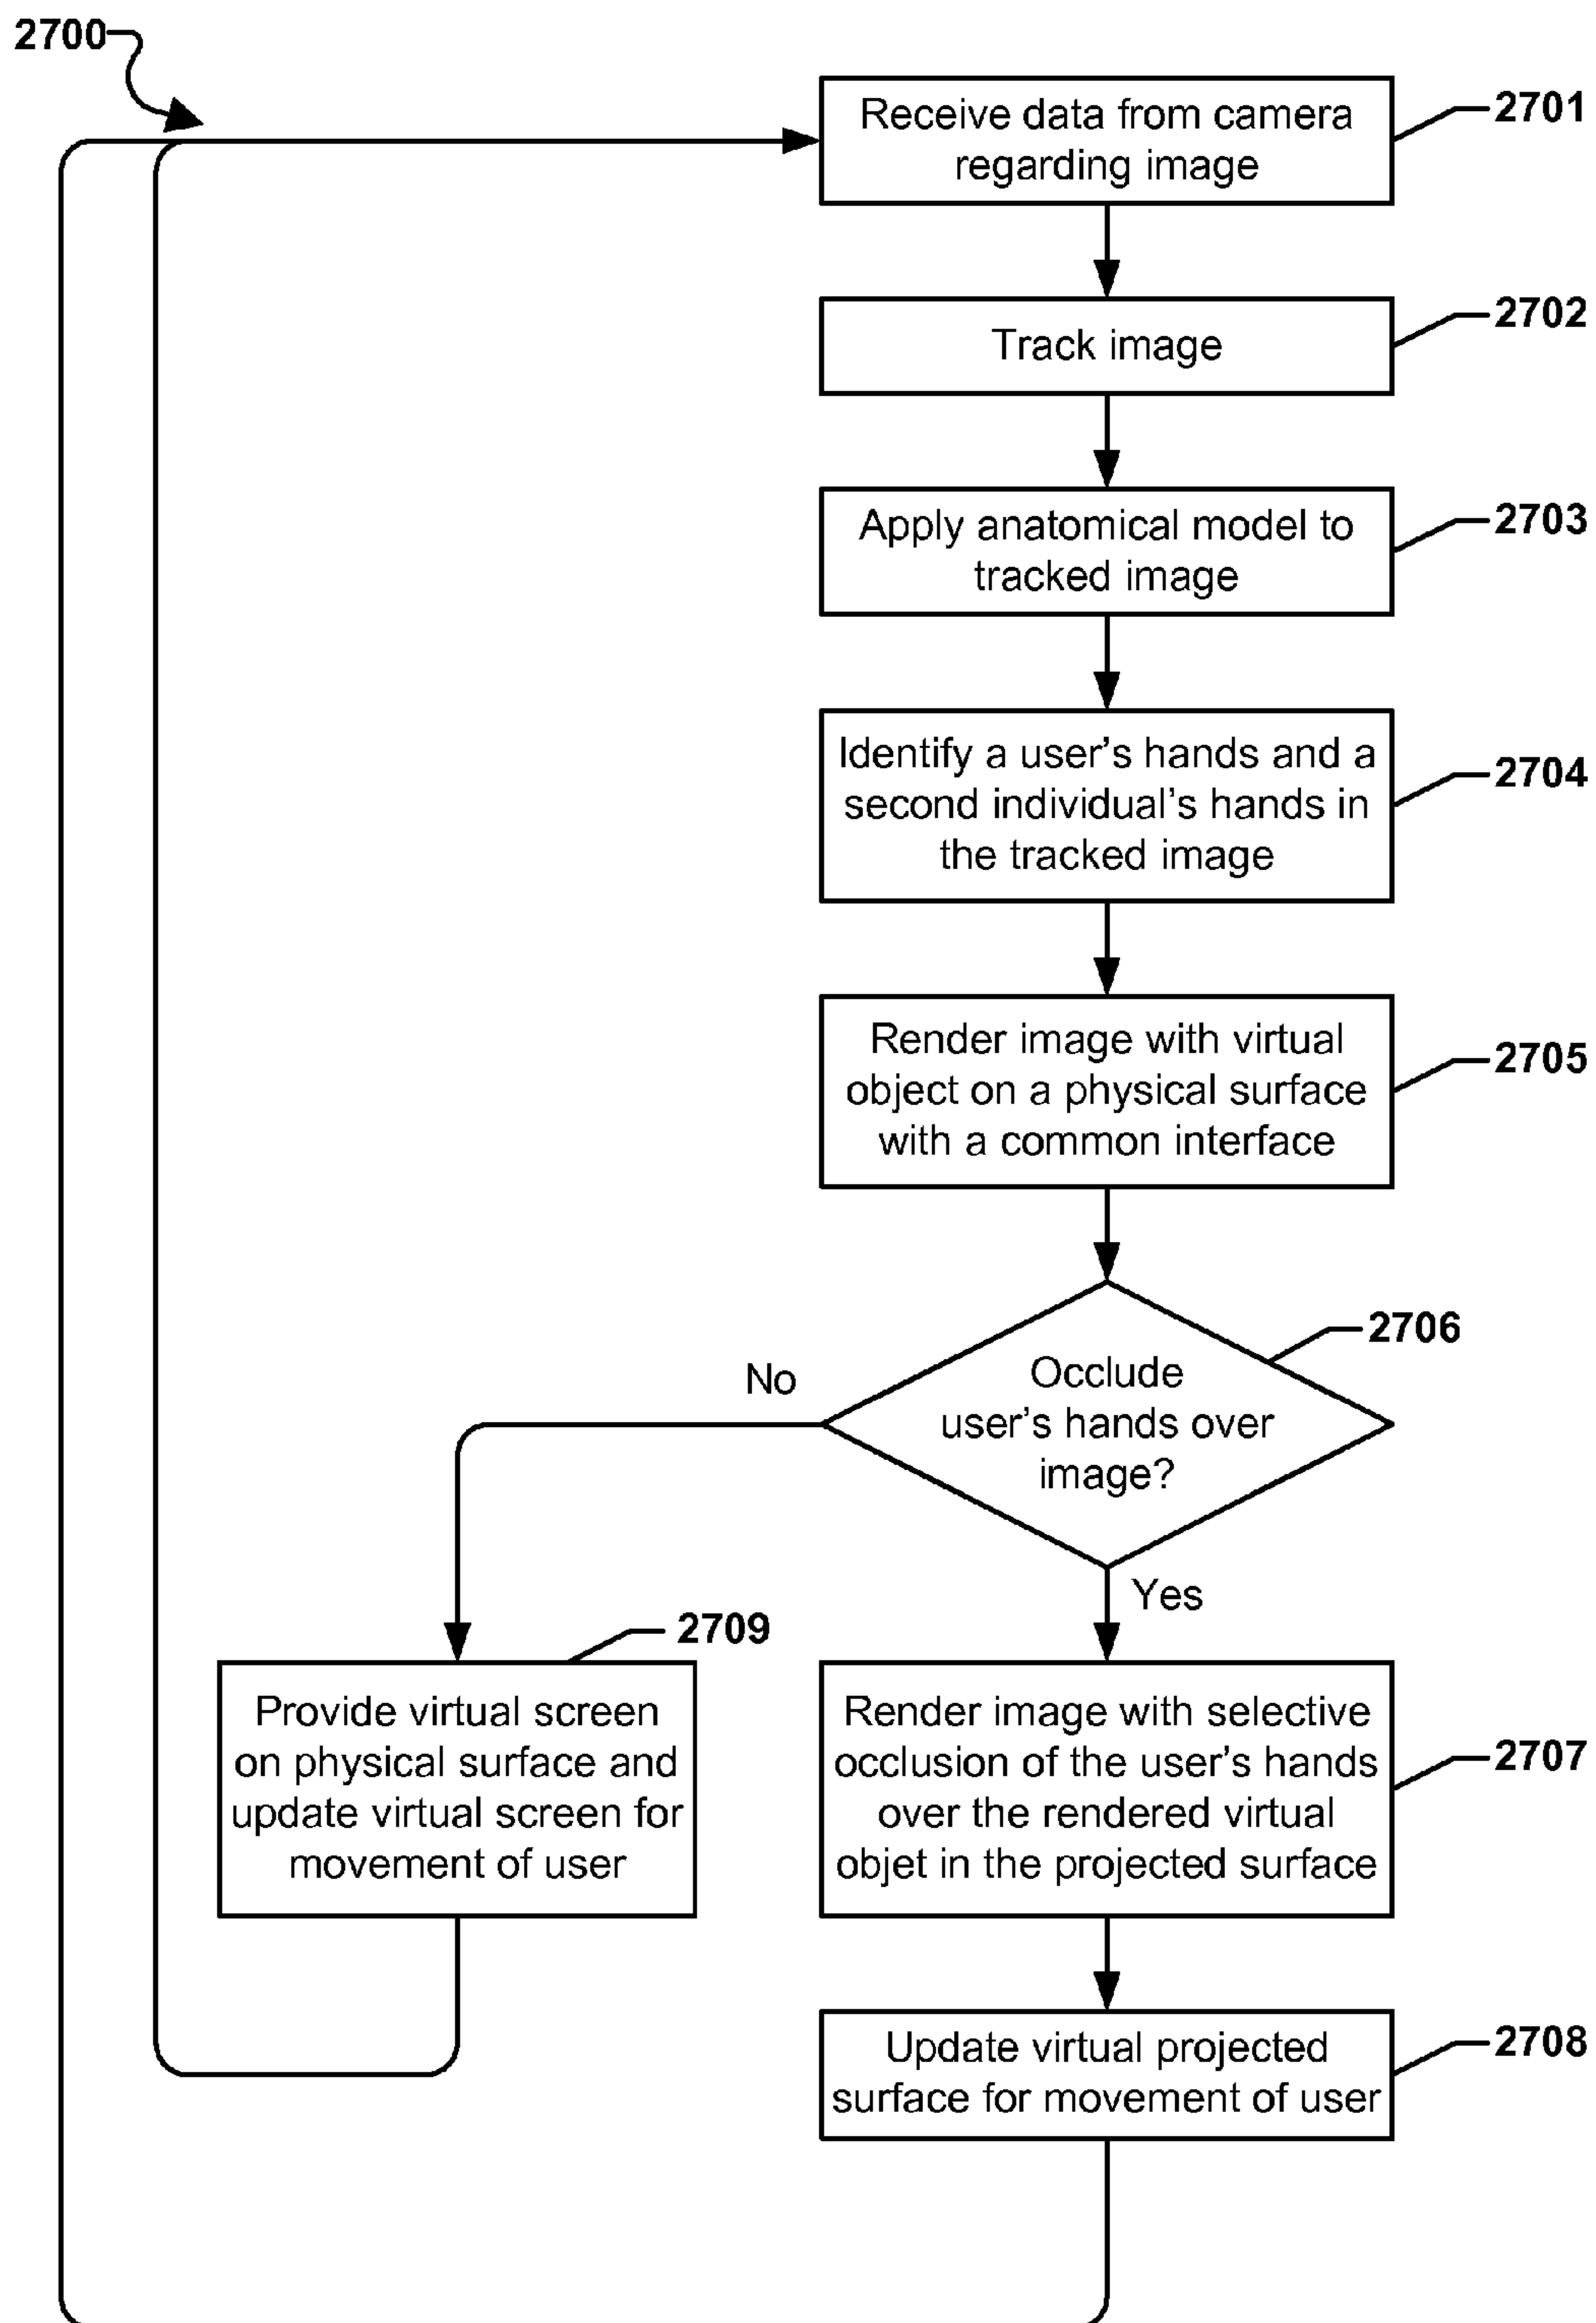 2700
Receive data from camera
regarding image
2701
Track image
2702
Apply anatomical model to
tracked image
2703
Identify a user's hands and a
second individual's hands in
the tracked image
2704
Render image with virtual
object on a physical surface
with a common interface
2705
Occlude
user's hands over
image?
2706
No
Yes
2709
Provide virtual screen
on physical surface and
update virtual screen for
movement of user
Render image with selective
occlusion of the user's hands
over the rendered virtual
objet in the projected surface
2707
Update virtual projected
surface for movement of user
2708